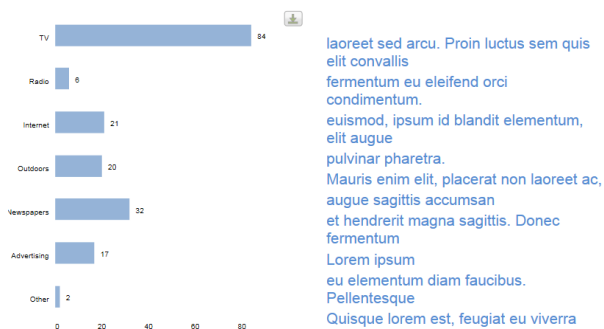 TV
84
Radio
6
Internet
21
Outdoors
20
Newspapers
32
Advertising
17
Other
2
0 20 40 60 80
laoreet sed arcu. Proin luctus sem quis
elit convallis
fermentum eu eleifend orci
condimentum.
euismod, ipsum id blandit elementum,
elit augue
pulvinar pharetra.
Mauris enim elit, placerat non laoreet ac,
augue sagittis accumsan
et hendrerit magna sagittis. Donec
fermentum
Lorem ipsum
eu elementum diam faucibus.
Pellentesque
Quisque lorem est, feugiat eu viverra